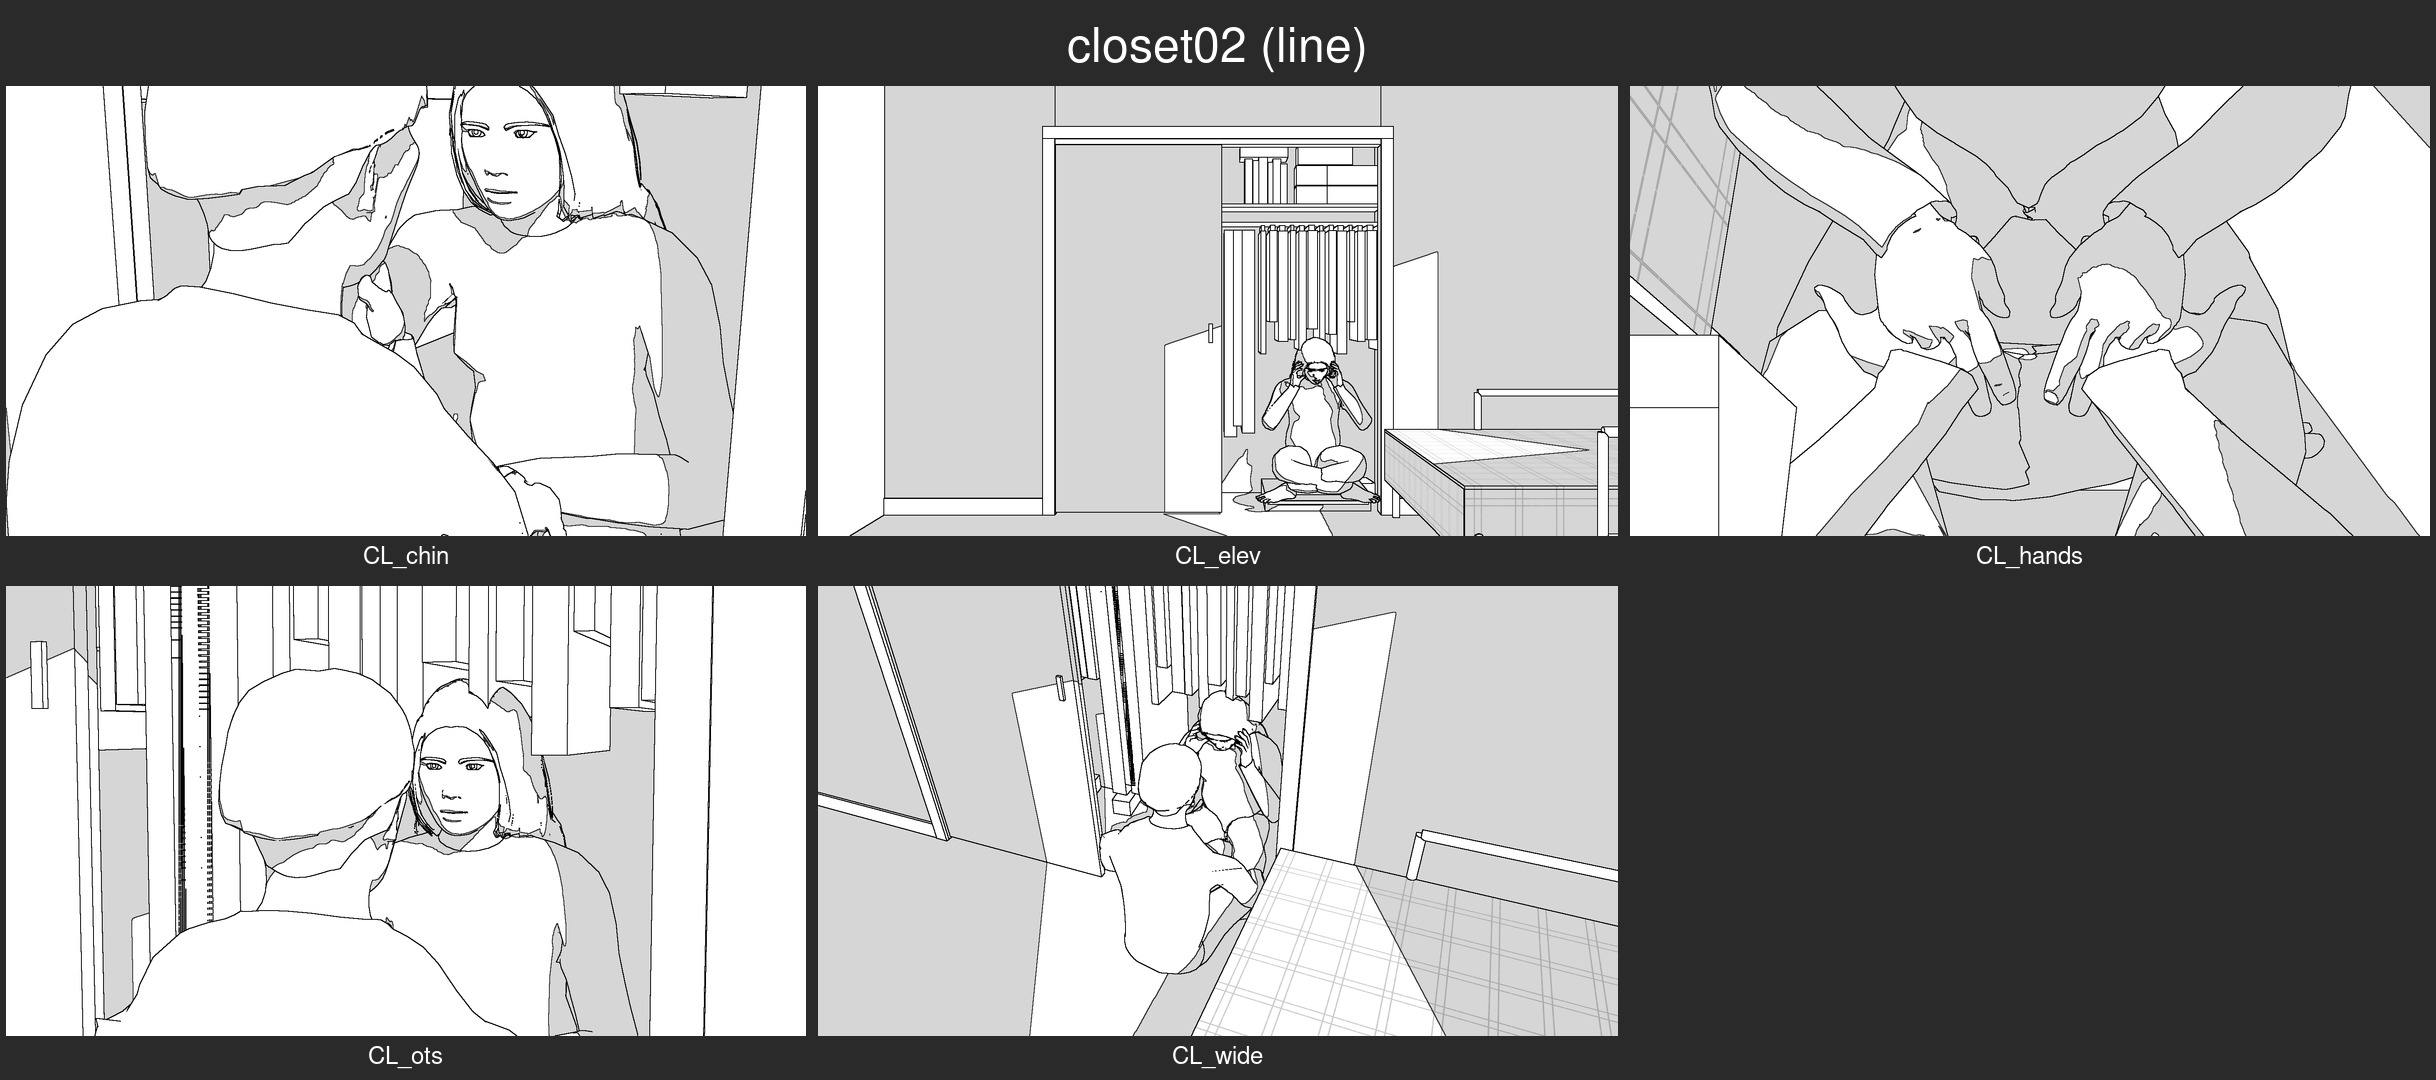 closet02 (line)
CL_chin
CL_elev
CL_hands
CL_ots
CL_wide